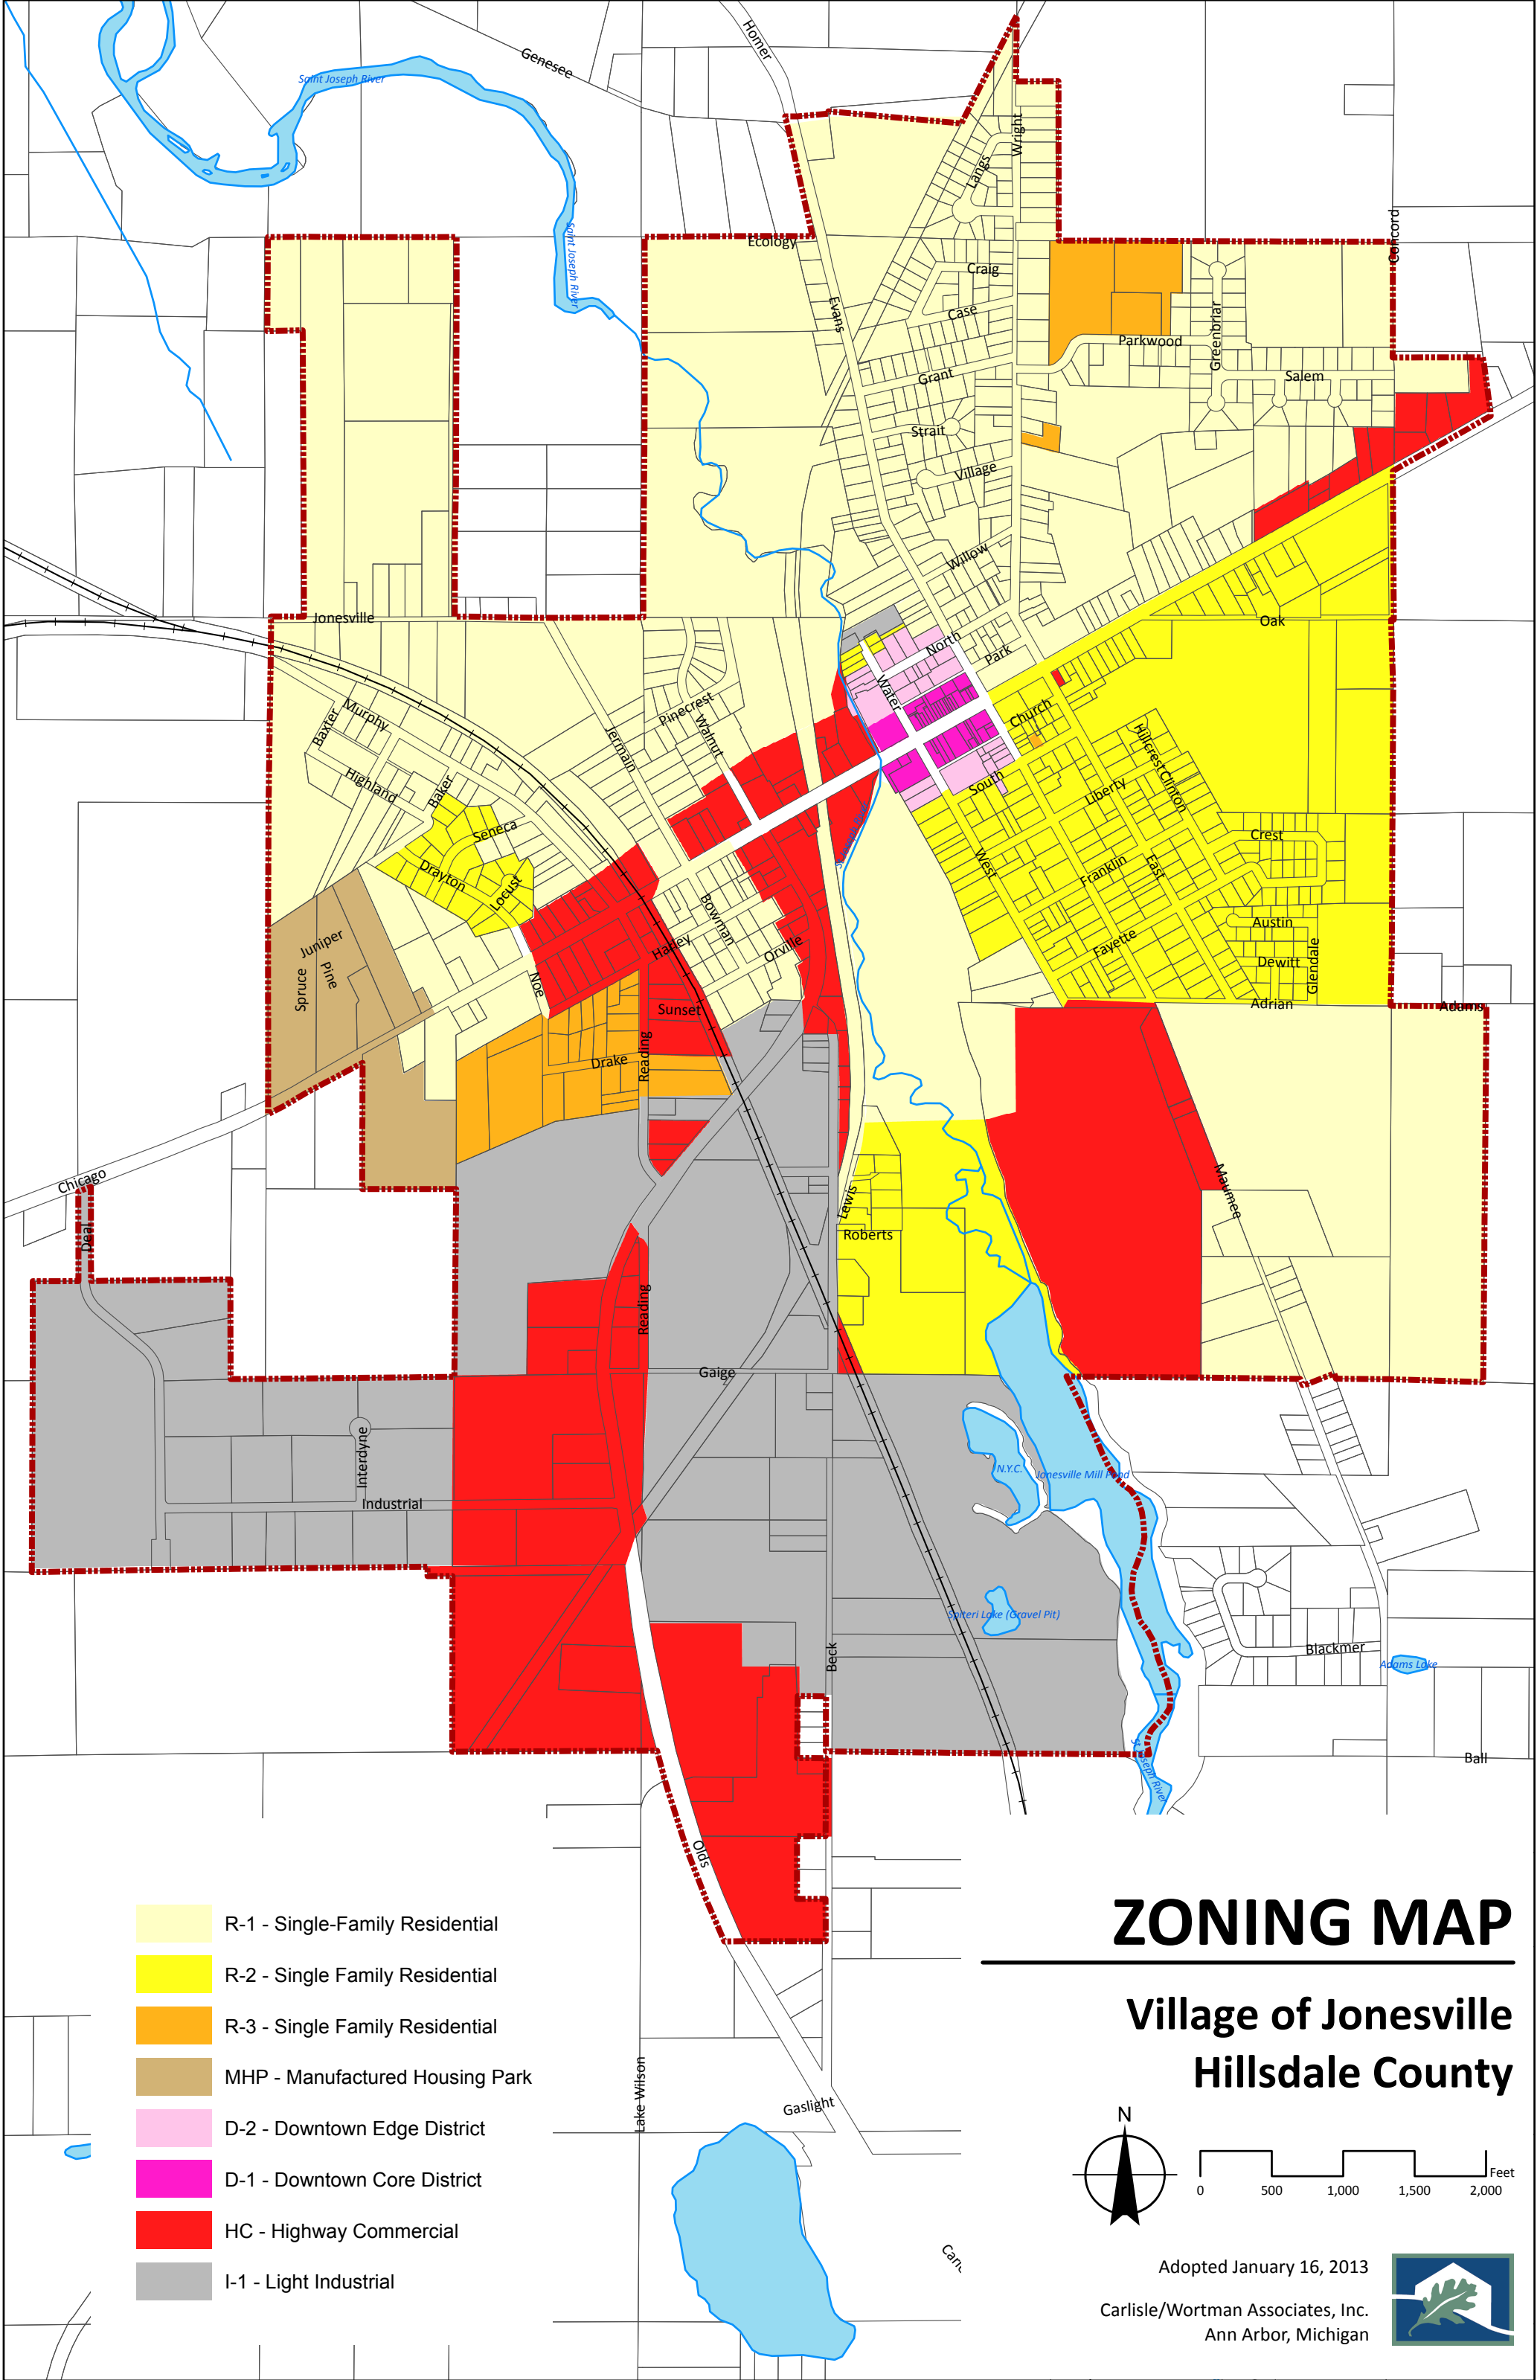 Genesee
Homer
Saint Joseph River
Saint Joseph River
Wright
Langs
Ecology
Concord
Craig
Evans
Case
Greenbriar
Parkwood
Grant
Salem
Strait
Village
Willow
Jonesville
Oak
North
Park
Water
Murphy
Baxter
Pinecrest
Walnut
Jermain
Church
Hillcrest
Clinton
Highland
Baker
South
Liberty
Seneca
Crest
Drayton
Locust
West
Franklin
East
Bowman
Austin
Juniper
Harley
Orville
Fayette
Dewitt
Glendale
Spruce
Pine
Noe
Sunset
Adrian
Adams
Drake
Reading
Chicago
Deal
Lewis
Roberts
Maumee
Reading
Gaige
Interdyne
Industrial
N.Y.C.
Jonesville Mill Pond
Spiteri Lake (Gravel Pit)
Beck
Blackmer
Adams Lake
St Joseph River
Ball
Olds
R-1 - Single-Family Residential
R-2 - Single Family Residential
R-3 - Single Family Residential
MHP - Manufactured Housing Park
D-2 - Downtown Edge District
D-1 - Downtown Core District
HC - Highway Commercial
I-1 - Light Industrial
Lake Wilson
Gaslight
ZONING MAP
Village of Jonesville
Hillsdale County
N
Feet
0 500 1,000 1,500 2,000
Adopted January 16, 2013
Carlisle/Wortman Associates, Inc.
Ann Arbor, Michigan